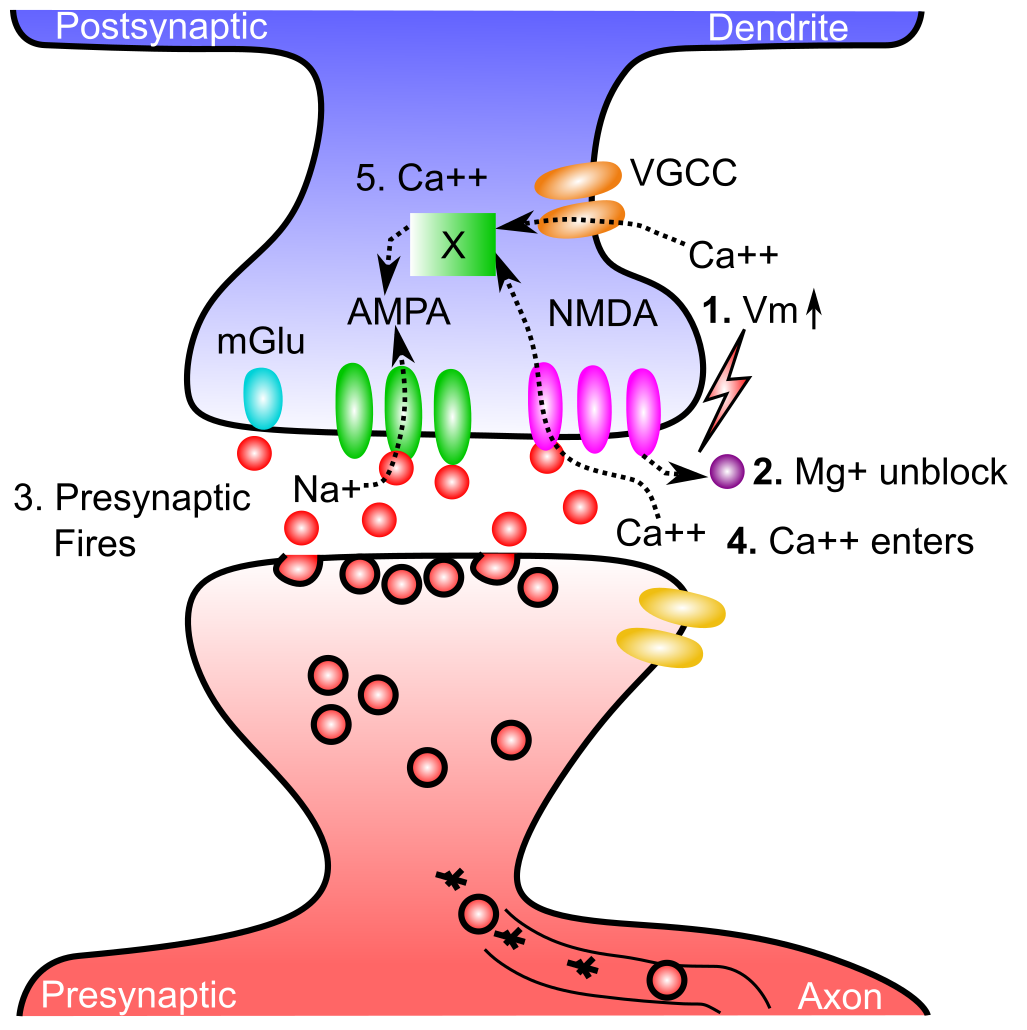 Postsynaptic
Dendrite
5. Ca++
VGCC
X
Ca++
1. Vm
AMPA
NMDA
mGlu
Na+
2. Mg+ unblock
3. Presynaptic
Fires
Ca++
4. Ca++ enters
Presynaptic
Axon